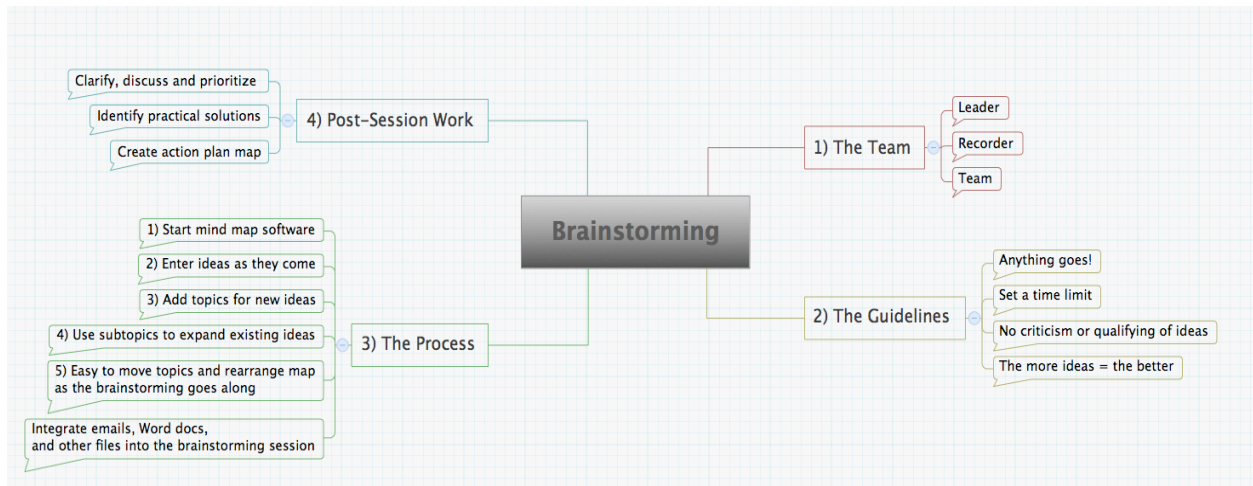 Brainstorming
1) The Team
Leader
Recorder
Team
2) The Guidelines
Anything goes!
Set a time limit
No criticism or qualifying of ideas
The more ideas = the better
3) The Process
1) Start mind map software
2) Enter ideas as they come
3) Add topics for new ideas
4) Use subtopics to expand existing ideas
5) Easy to move topics and rearrange map
as the brainstorming goes along
Integrate emails, Word docs,
and other files into the brainstorming session
4) Post-Session Work
Clarify, discuss and prioritize
Identify practical solutions
Create action plan map